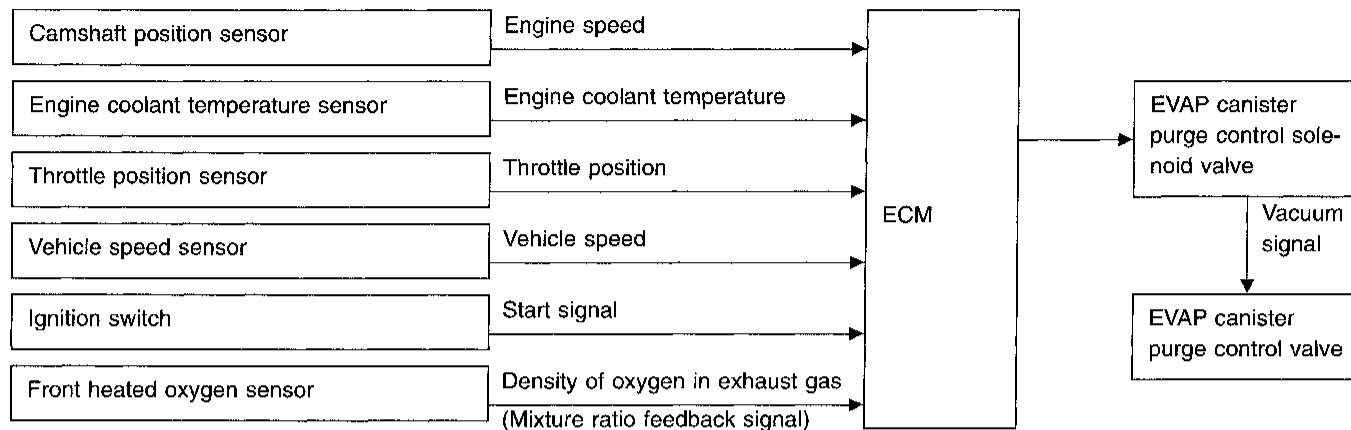 Camshaft position sensor
Engine speed
Engine coolant temperature sensor
Engine coolant temperature
Throttle position sensor
Throttle position
Vehicle speed sensor
Vehicle speed
Ignition switch
Start signal
Front heated oxygen sensor
Density of oxygen in exhaust gas
(Mixture ratio feedback signal)
ECM
EVAP canister
purge control sole-
noid valve
Vacuum
signal
EVAP canister
purge control valve